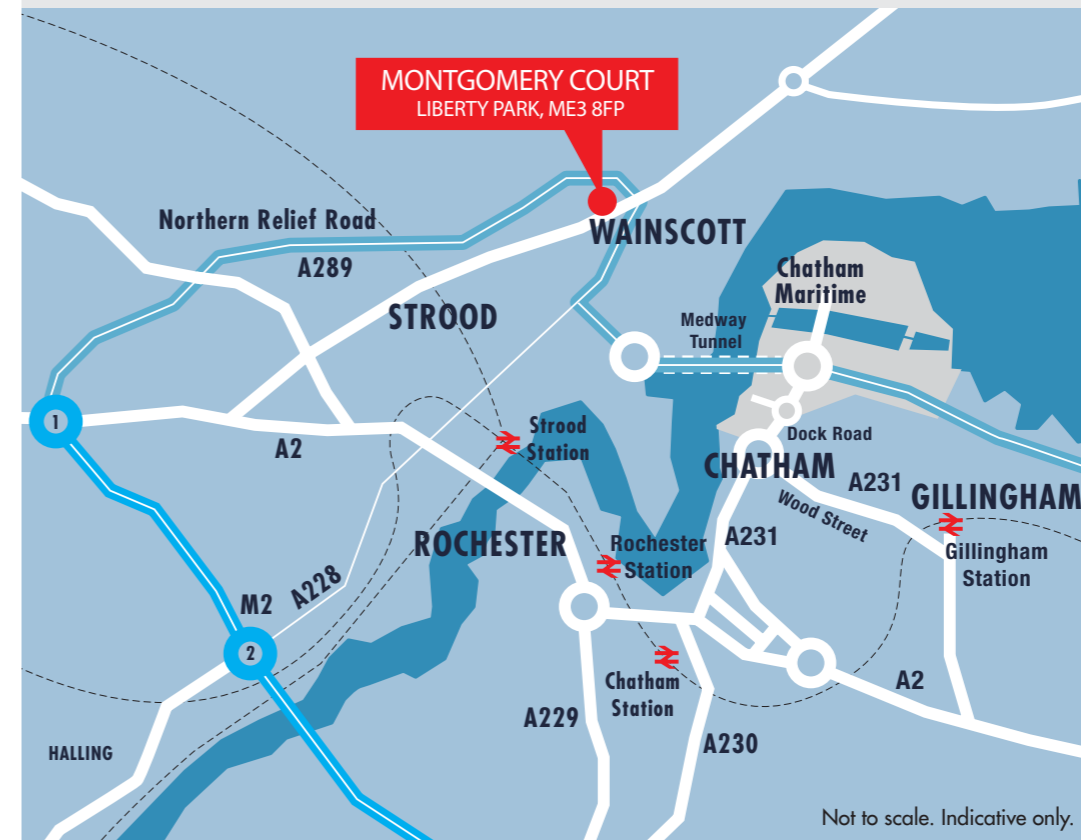 MONTGOMERY COURT
LIBERTY PARK, ME3 8FP
Northern Relief Road
A289
WAINSCOTT
STROOD
Chatham
Maritime
Medway
Tunnel
1
A2
Strood
Station
Dock Road
CHATHAM
A231
GILLINGHAM
Wood Street
ROCHESTER
Rochester
Station
A231
Gillingham
Station
M2
A228
2
Chatham
Station
A2
A229
A230
HALLING
Not to scale. Indicative only.